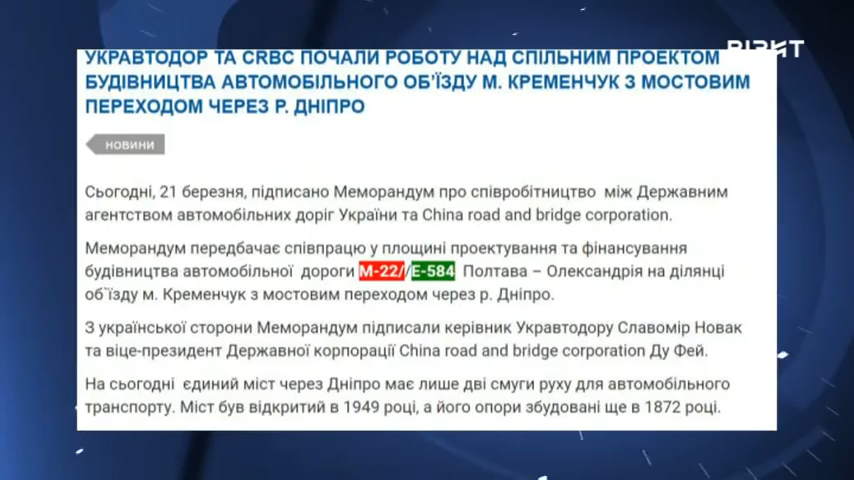 ВІЗИТ
УКРАВТОДОР ТА CRBC ПОЧАЛИ РОБОТУ НАД СПІЛЬНИМ ПРОЕКТОМ
БУДІВНИЦТВА АВТОМОБІЛЬНОГО ОБ'ЇЗДУ М. КРЕМЕНЧУК З МОСТОВИМ
ПЕРЕХОДОМ ЧЕРЕЗ Р. ДНІПРО
НОВИНИ
Сьогодні, 21 березня, підписано Меморандум про співробітництво між Державним
агентством автомобільних доріг України та China road and bridge corporation.
Меморандум передбачає співпрацю у площині проектування та фінансування
будівництва автомобільної дороги М-22//Е-584 Полтава – Олександрія на ділянці
об`їзду м. Кременчук з мостовим переходом через р. Дніпро.
З української сторони Меморандум підписали керівник Укравтодору Славомір Новак
та віце-президент Державної корпорації China road and bridge corporation Ду Фей.
На сьогодні єдиний міст через Дніпро має лише дві смуги руху для автомобільного
транспорту. Міст був відкритий в 1949 році, а його опори збудовані ще в 1872 році.